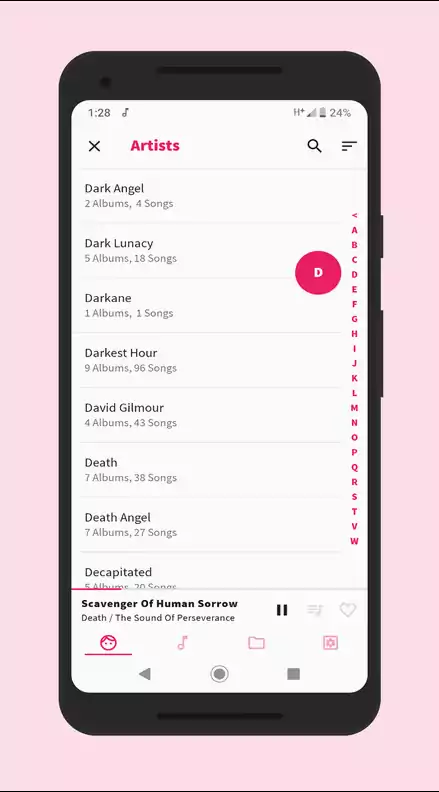 1:28
H+ 24%
Artists
Dark Angel
2 Albums, 4 Songs
Dark Lunacy
5 Albums, 18 Songs
Darkane
1 Albums, 1 Songs
Darkest Hour
9 Albums, 96 Songs
David Gilmour
4 Albums, 43 Songs
Death
7 Albums, 38 Songs
Death Angel
7 Albums, 27 Songs
Decapitated
5 Albums, 20 Songs
D
<
A
B
C
D
E
F
G
H
I
J
K
L
M
N
O
P
Q
R
S
T
V
W
Scavenger Of Human Sorrow
Death / The Sound Of Perseverance